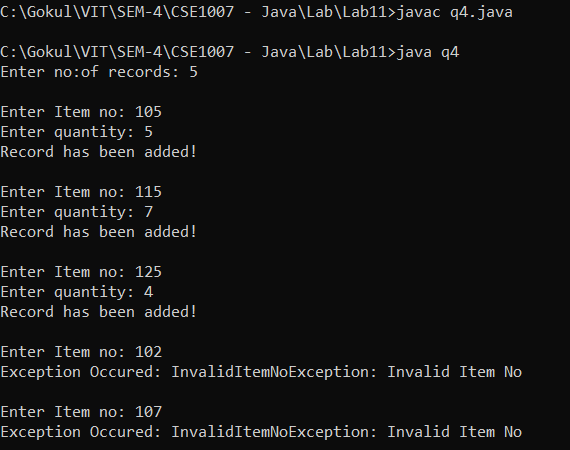 C:\Gokul\VIT\SEM-4\CSE1007 - Java\Lab\Lab11>javac q4.java
C:\Gokul\VIT\SEM-4\CSE1007 - Java\Lab\Lab11>java q4
Enter no:of records: 5
Enter Item no: 105
Enter quantity: 5
Record has been added!
Enter Item no: 115
Enter quantity: 7
Record has been added!
Enter Item no: 125
Enter quantity: 4
Record has been added!
Enter Item no: 102
Exception Occured: InvalidItemNoException: Invalid Item No
Enter Item no: 107
Exception Occured: InvalidItemNoException: Invalid Item No